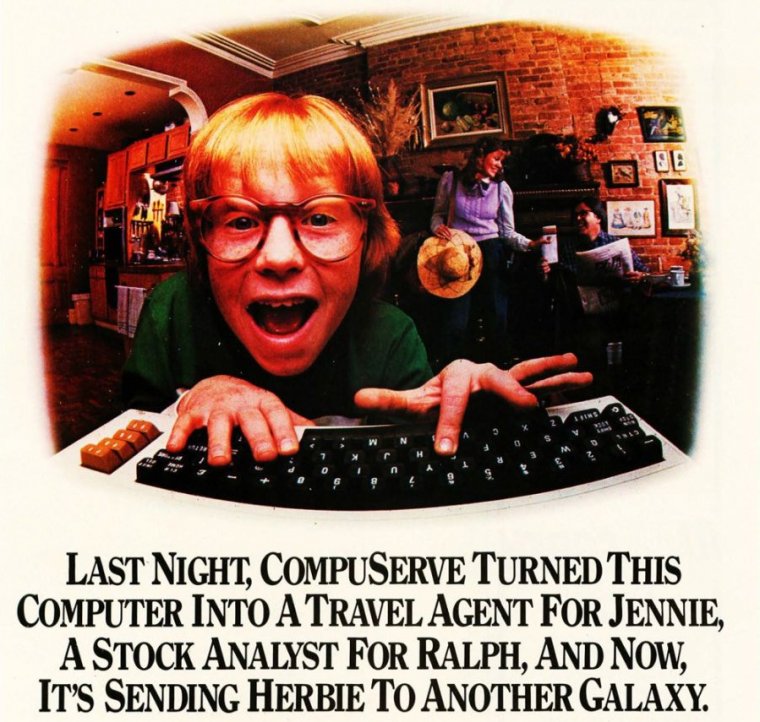 LAST NIGHT, COMPUSERVE TURNED THIS
COMPUTER INTO A TRAVEL AGENT FOR JENNIE,
A STOCK ANALYST FOR RALPH, AND NOW,
IT'S SENDING HERBIE TO ANOTHER GALAXY.